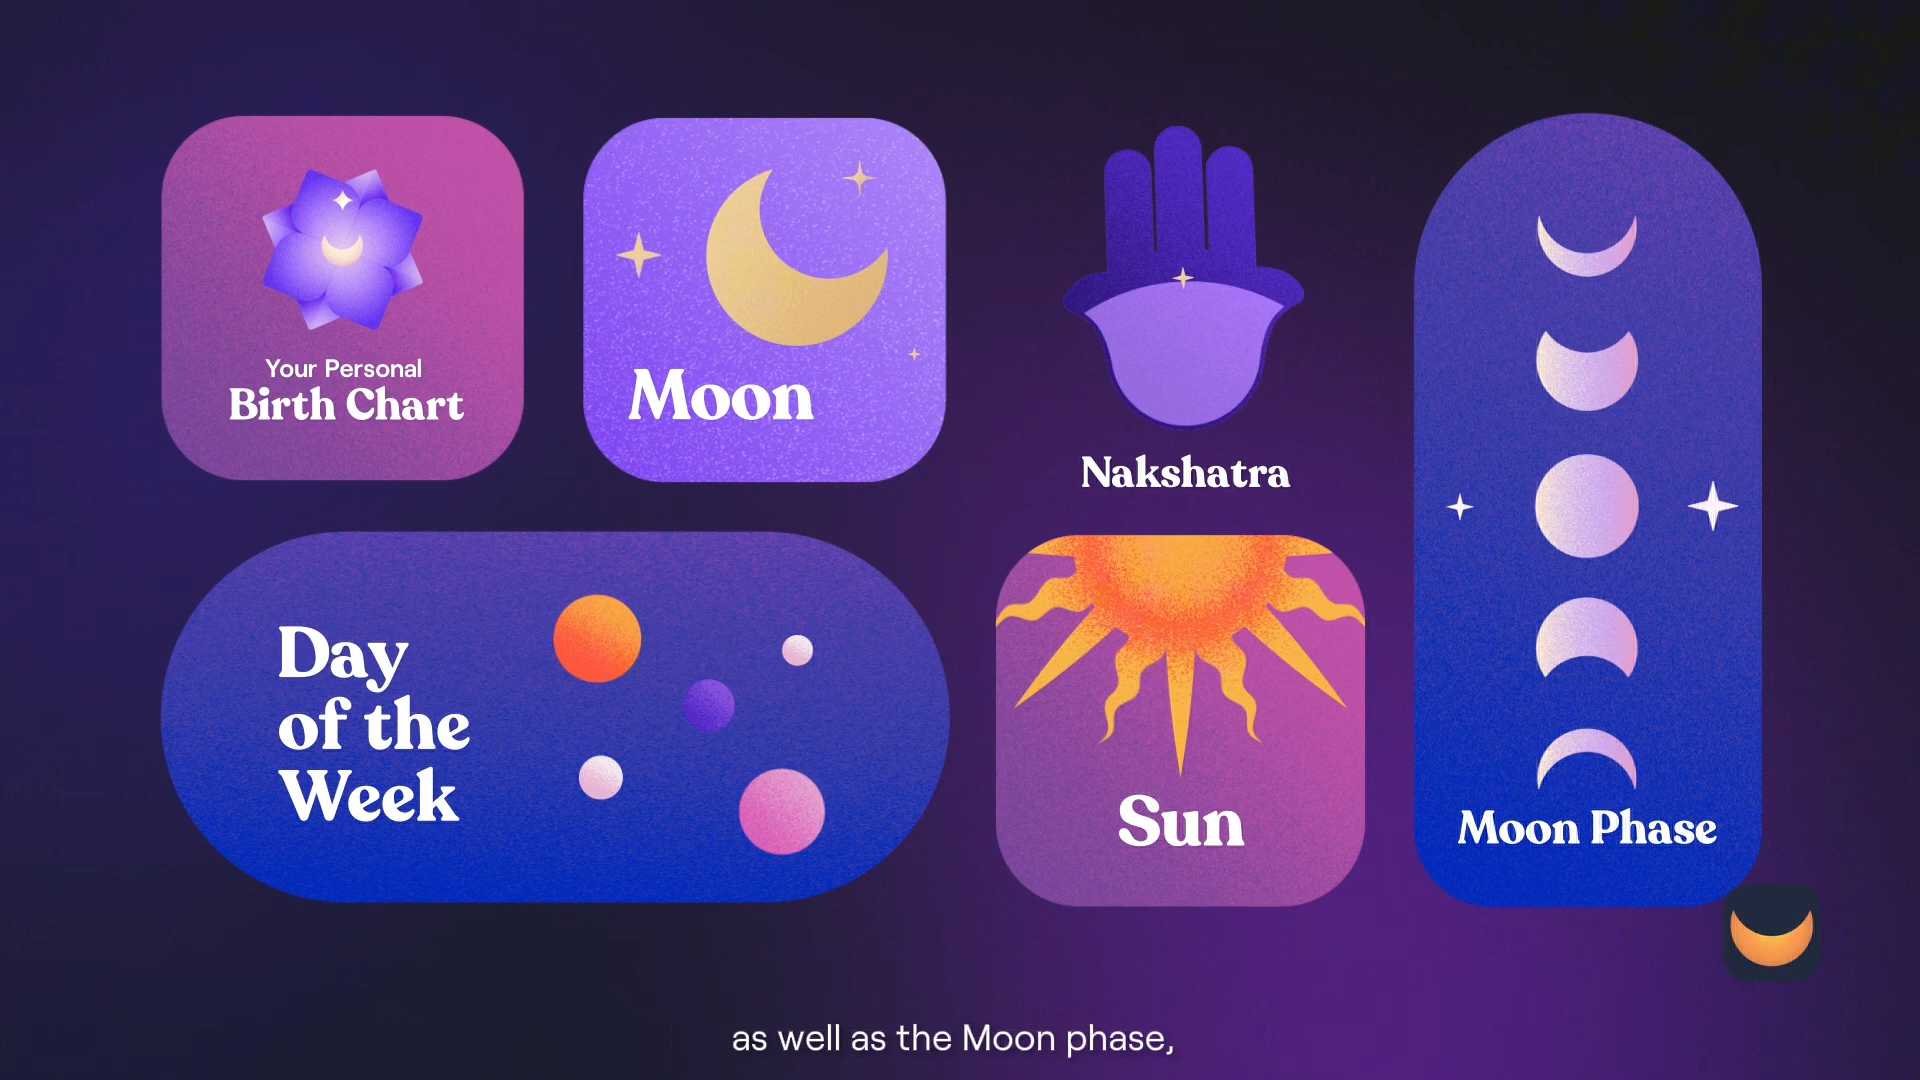 Your Personal
Birth Chart
Moon
Nakshatra
Day
of the
Week
Sun
Moon Phase
as well as the Moon phase,